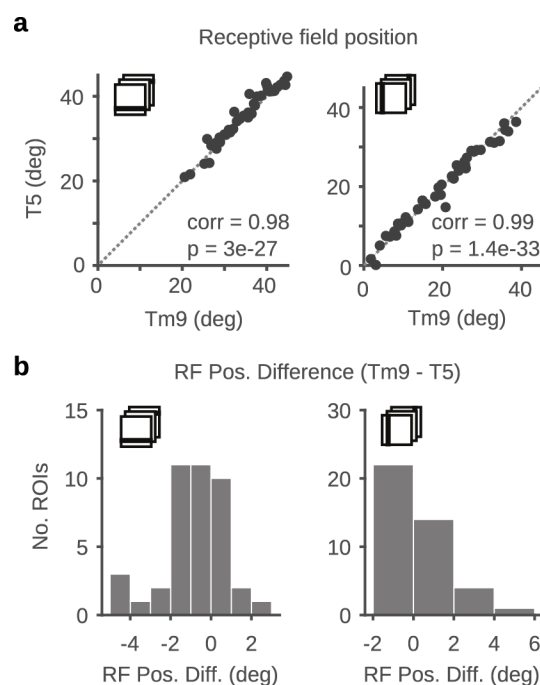 a
Receptive field position
T5 (deg)
40
20
0
0 20 40
Tm9 (deg)
corr = 0.98
p = 3e-27
40
20
0
0 20 40
Tm9 (deg)
corr = 0.99
p = 1.4e-33
b
RF Pos. Difference (Tm9 - T5)
No. ROIs
15
10
5
0
-4 -2 0 2
RF Pos. Diff. (deg)
30
20
10
0
-2 0 2 4 6
RF Pos. Diff. (deg)